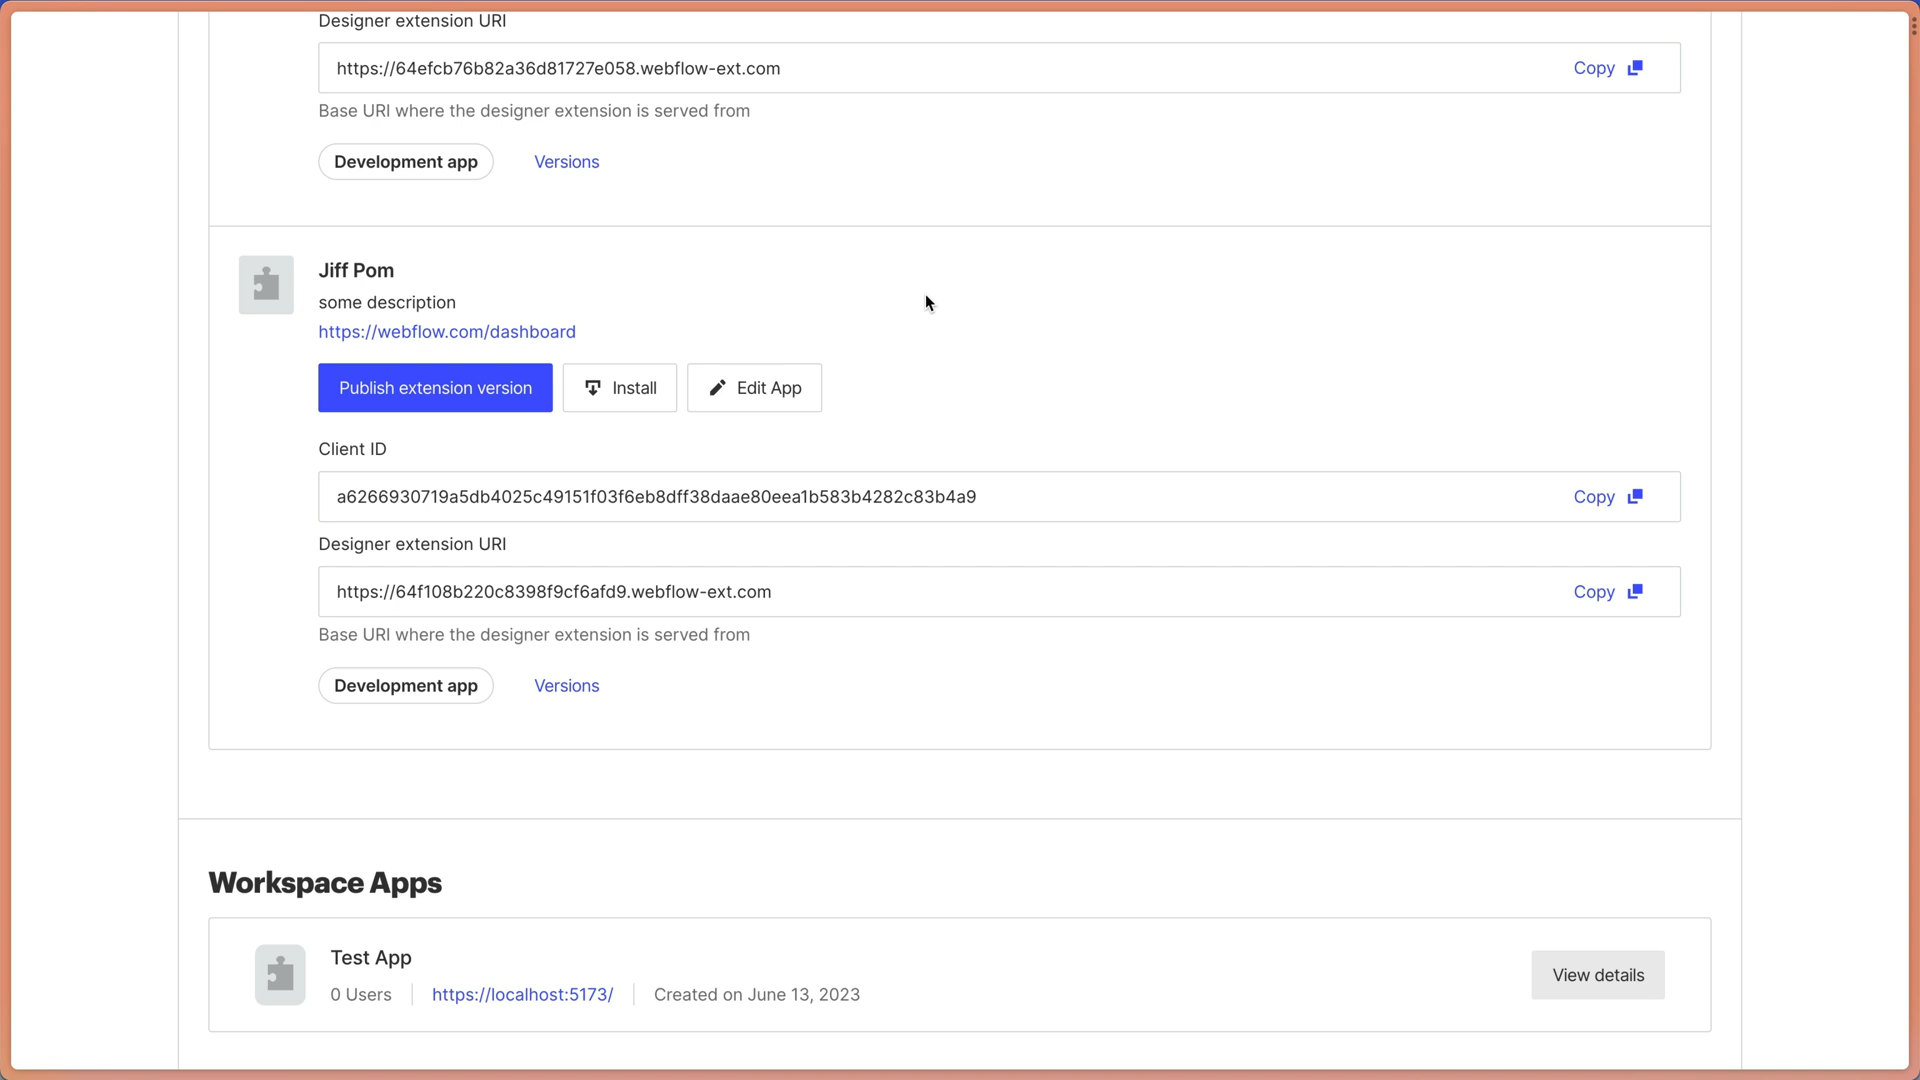 Designer extension URI
https://64efcb76b82a36d81727e058.webflow-ext.com Copy
Base URI where the designer extension is served from
Development app Versions
Jiff Pom
some description
https://webflow.com/dashboard
Publish extension version Install Edit App
Client ID
a6266930719a5db4025c49151f03f6eb8dff38daae80eea1b583b4282c83b4a9 Copy
Designer extension URI
https://64f108b220c8398f9cf6afd9.webflow-ext.com Copy
Base URI where the designer extension is served from
Development app Versions
Workspace Apps
Test App
0 Users https://localhost:5173/ Created on June 13, 2023
View details